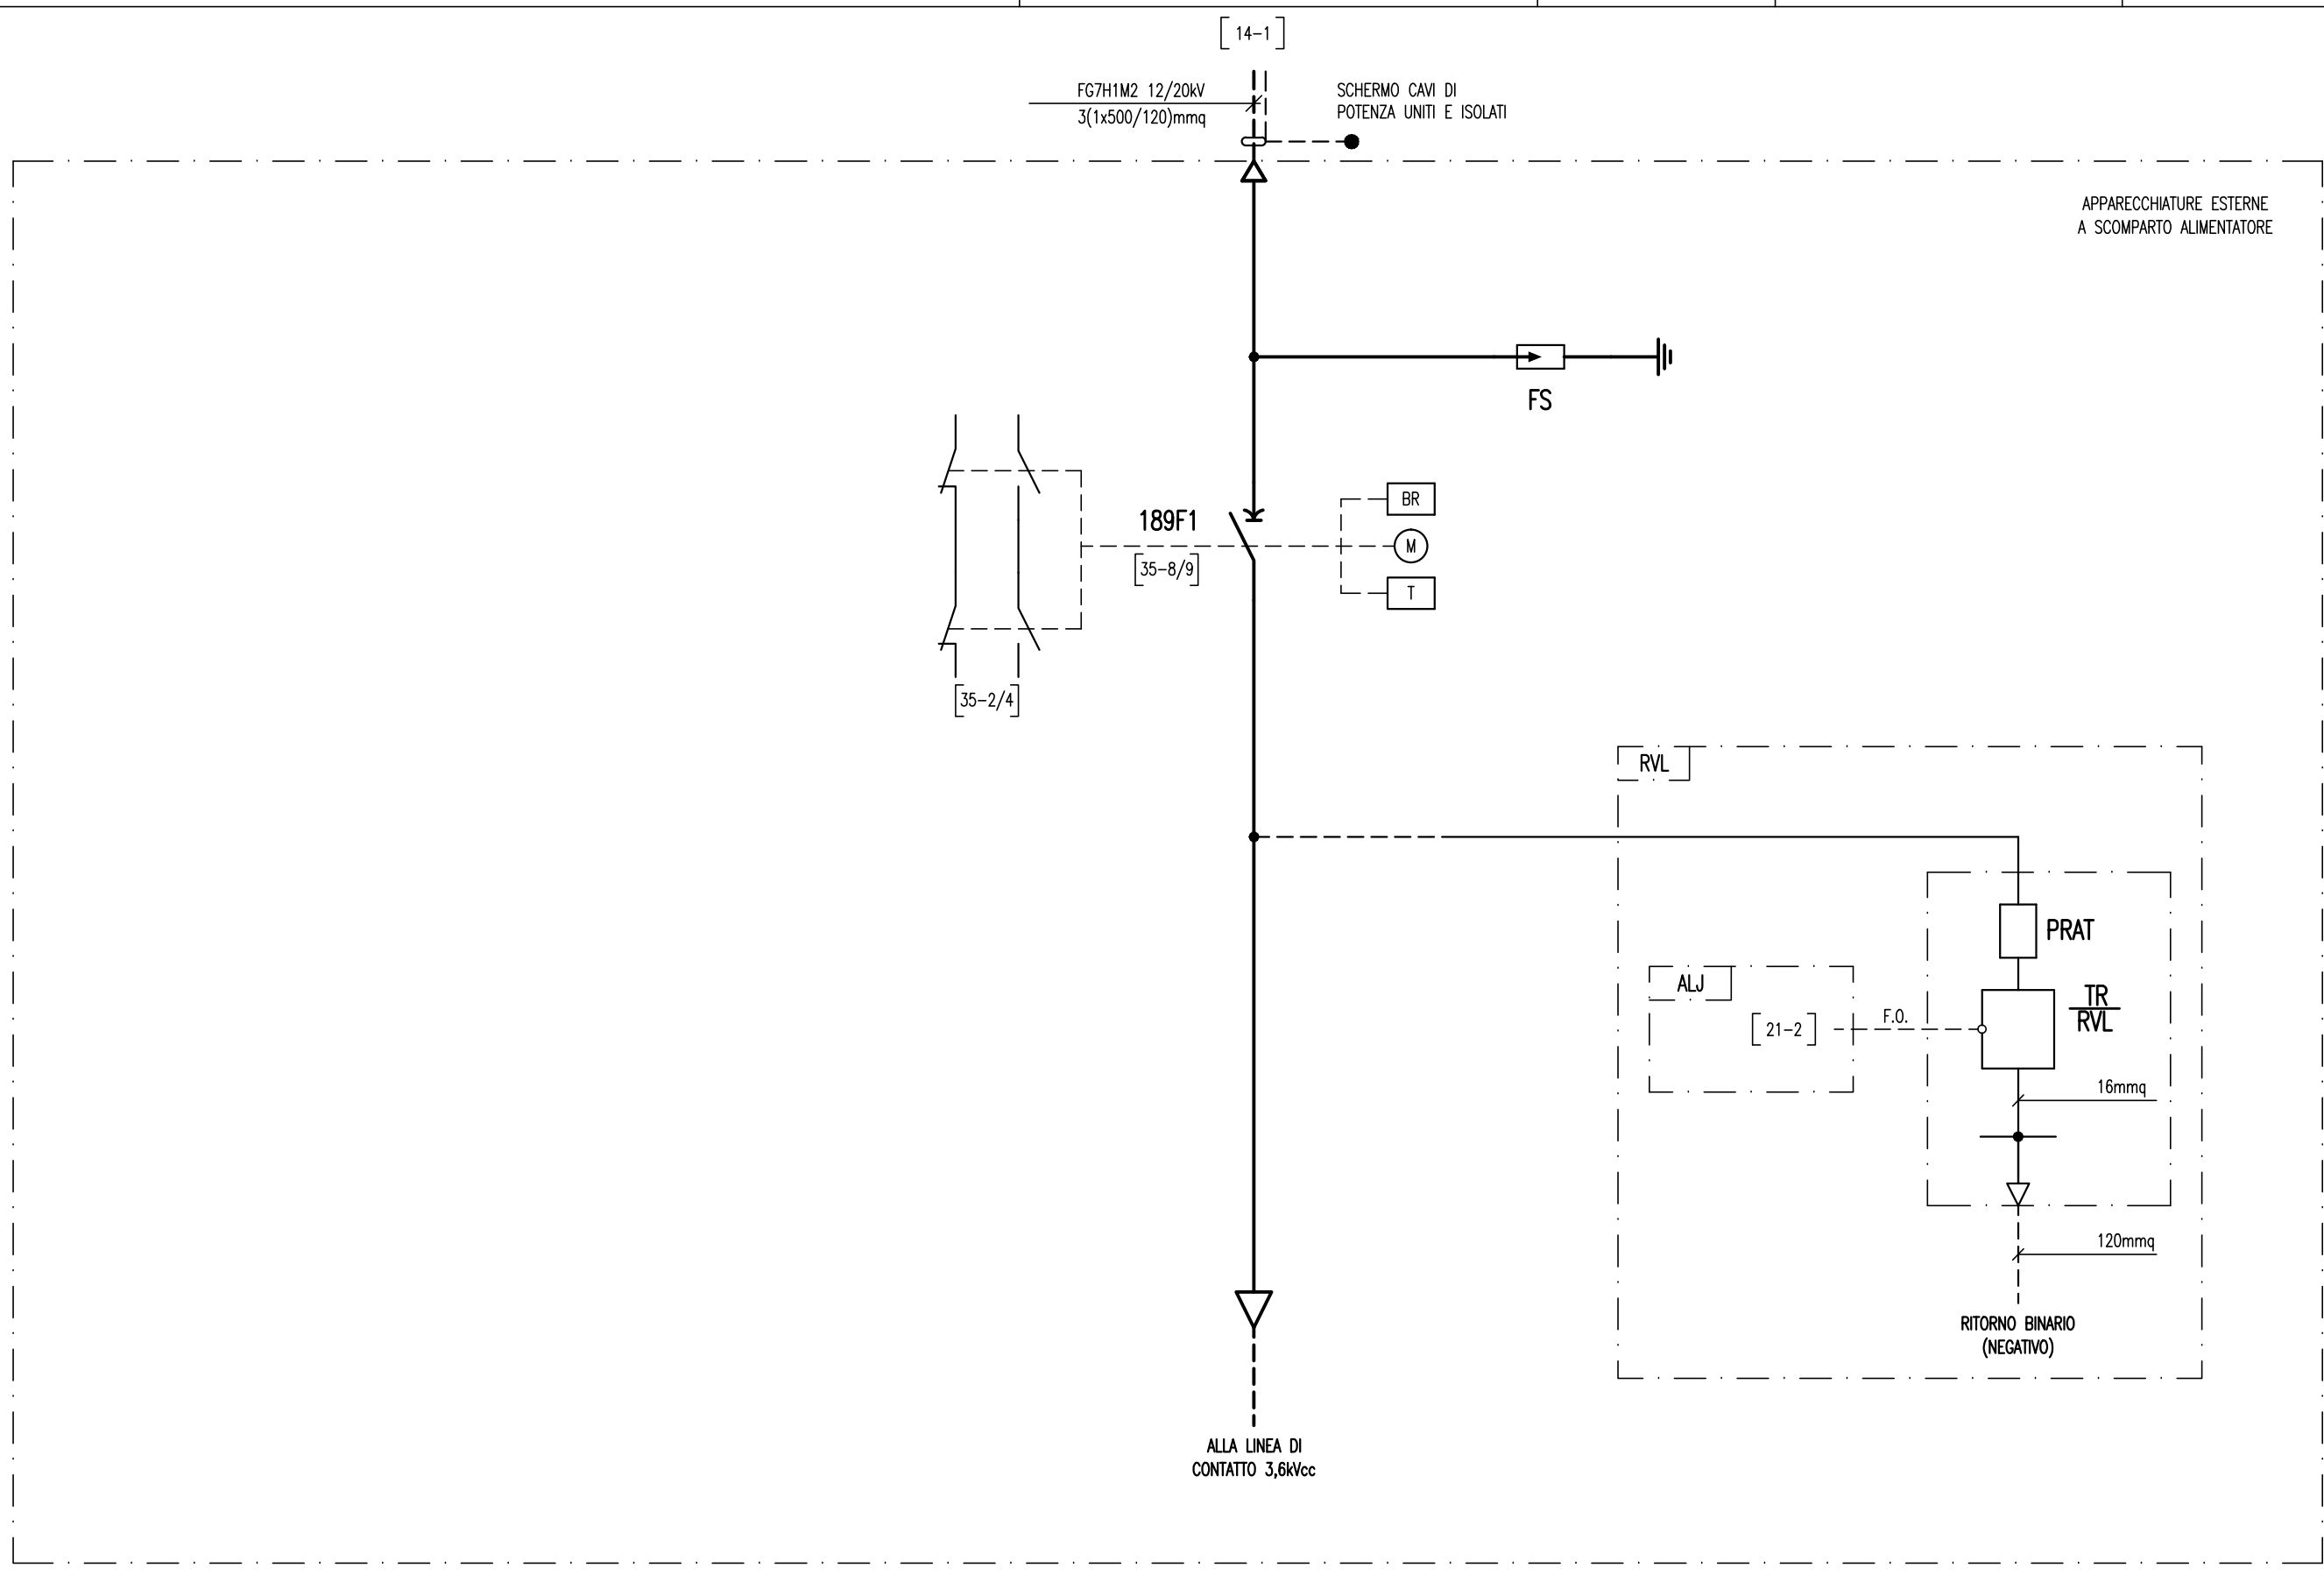 14-1
FG7H1M2 12/20kV
3(1x500/120)mmq
SCHERMO CAVI DI
POTENZA UNITI E ISOLATI
APPARECCHIATURE ESTERNE
A SCOMPARTO ALIMENTATORE
FS
BR
189F1
M
35-8/9
T
35-2/4
RVL
PRAT
ALJ
TR
RVL
21-2
F.O.
16mmq
120mmq
RITORNO BINARIO
(NEGATIVO)
ALLA LINEA DI
CONTATTO 3,6kVcc